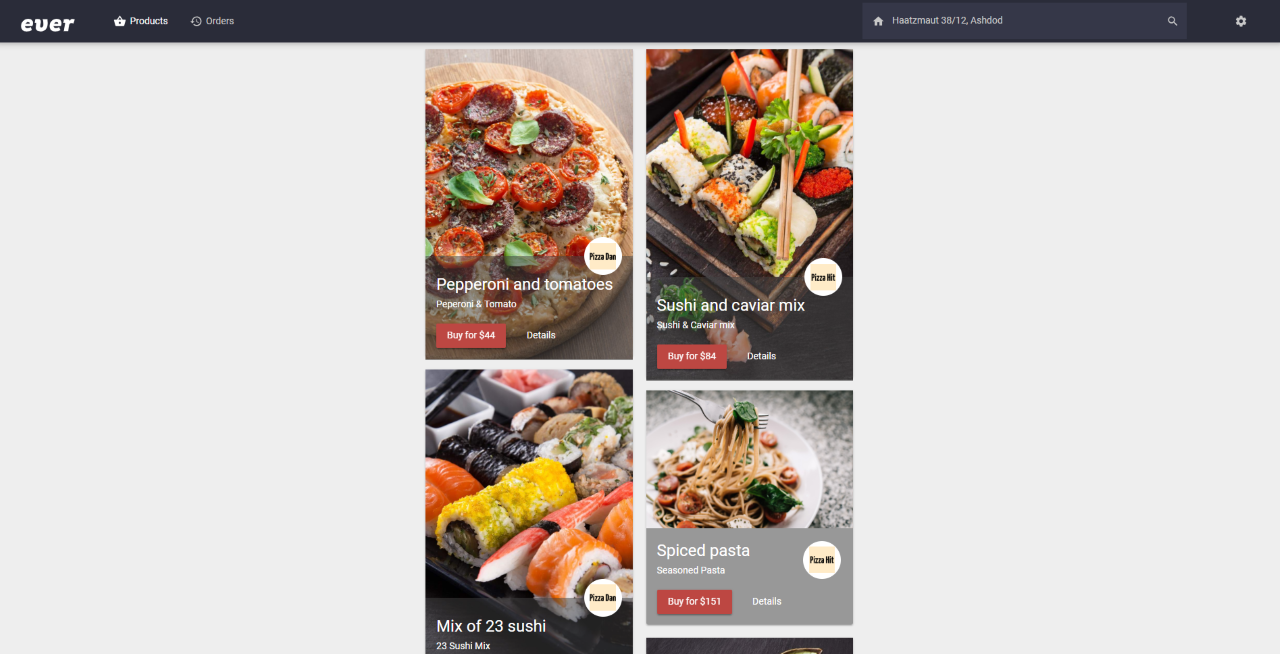 ever
Products
Orders
Haatzmaut 38/12, Ashdod
Pizza Dan
Pepperoni and tomatoes
Peperoni & Tomato
Buy for $44
Details
Pizza Hit
Sushi and caviar mix
Sushi & Caviar mix
Buy for $84
Details
Pizza Dan
Mix of 23 sushi
23 Sushi Mix
Pizza Hit
Spiced pasta
Seasoned Pasta
Buy for $151
Details